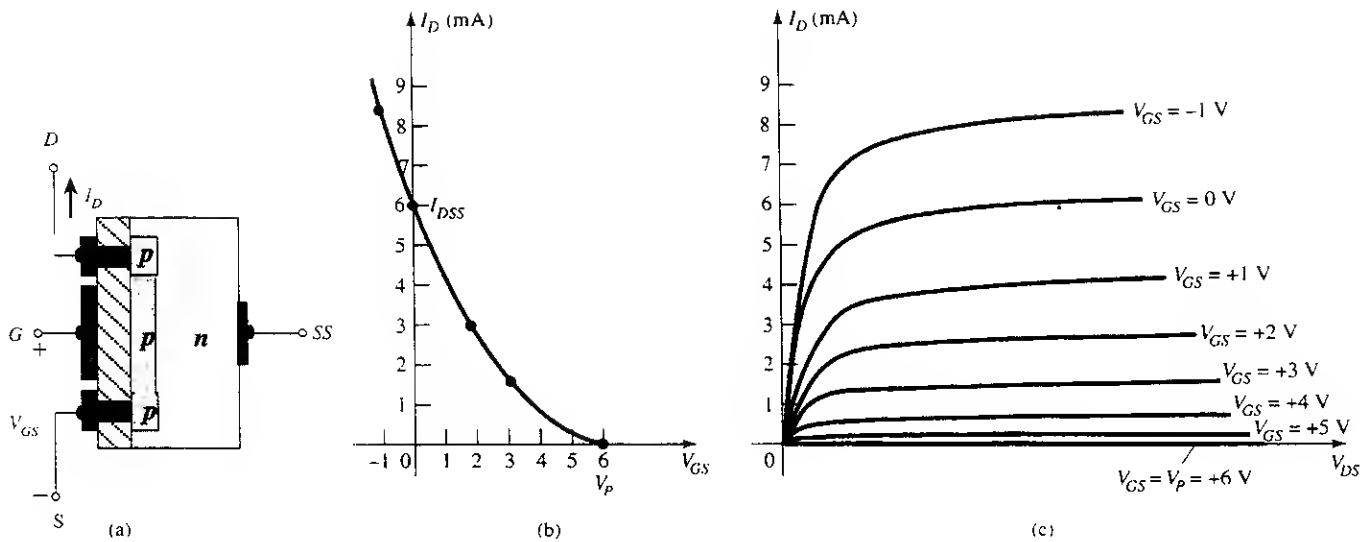 D
I_D
p
G
+
p
n
SS
V_GS
p
−
S
(a)
I_D (mA)
9
8
7
6
I_DSS
5
4
3
2
1
−1 0 1 2 3 4 5 6
V_GS
V_P
(b)
I_D (mA)
9
8
7
6
5
4
3
2
1
0
V_GS = −1 V
V_GS = 0 V
V_GS = +1 V
V_GS = +2 V
V_GS = +3 V
V_GS = +4 V
V_GS = +5 V
V_DS
V_GS = V_P = +6 V
(c)